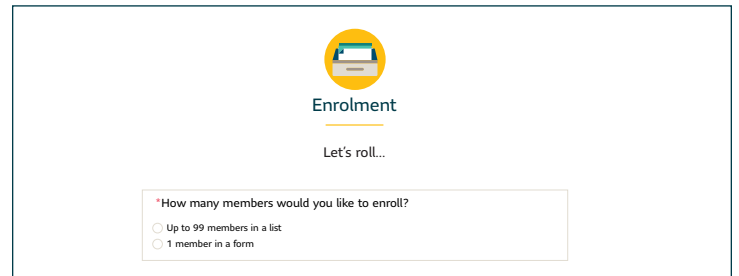 Enrolment
Let's roll...
*How many members would you like to enroll?
Up to 99 members in a list
1 member in a form